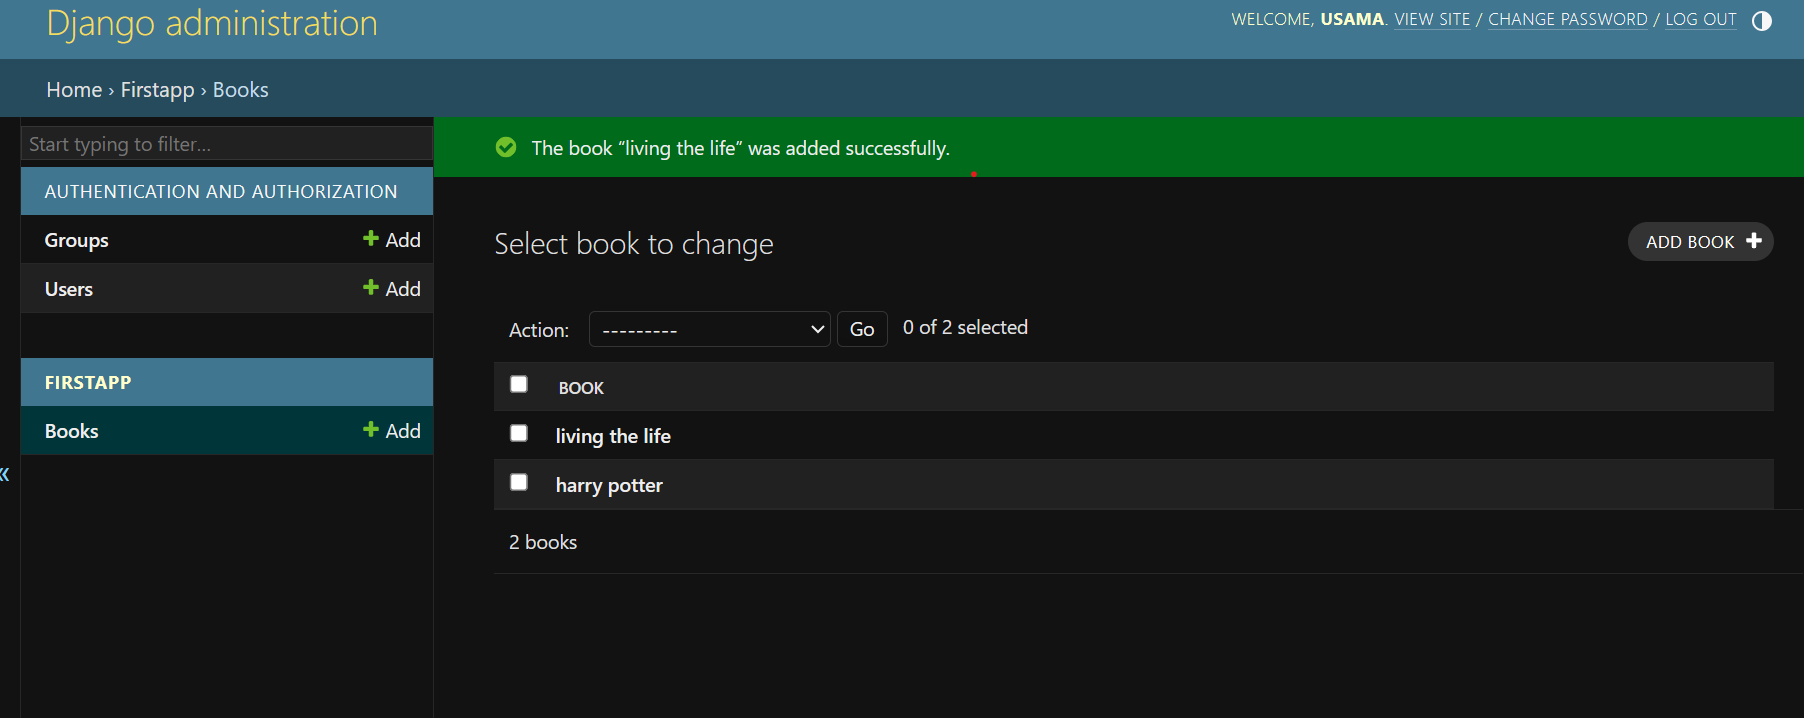 Django administration
WELCOME, USAMA. VIEW SITE / CHANGE PASSWORD / LOG OUT
Home › Firstapp › Books
Start typing to filter...
AUTHENTICATION AND AUTHORIZATION
Groups
Add
Users
Add
FIRSTAPP
Books
Add
«
The book “living the life” was added successfully.
Select book to change
ADD BOOK
Action: --------- Go 0 of 2 selected
BOOK
living the life
harry potter
2 books